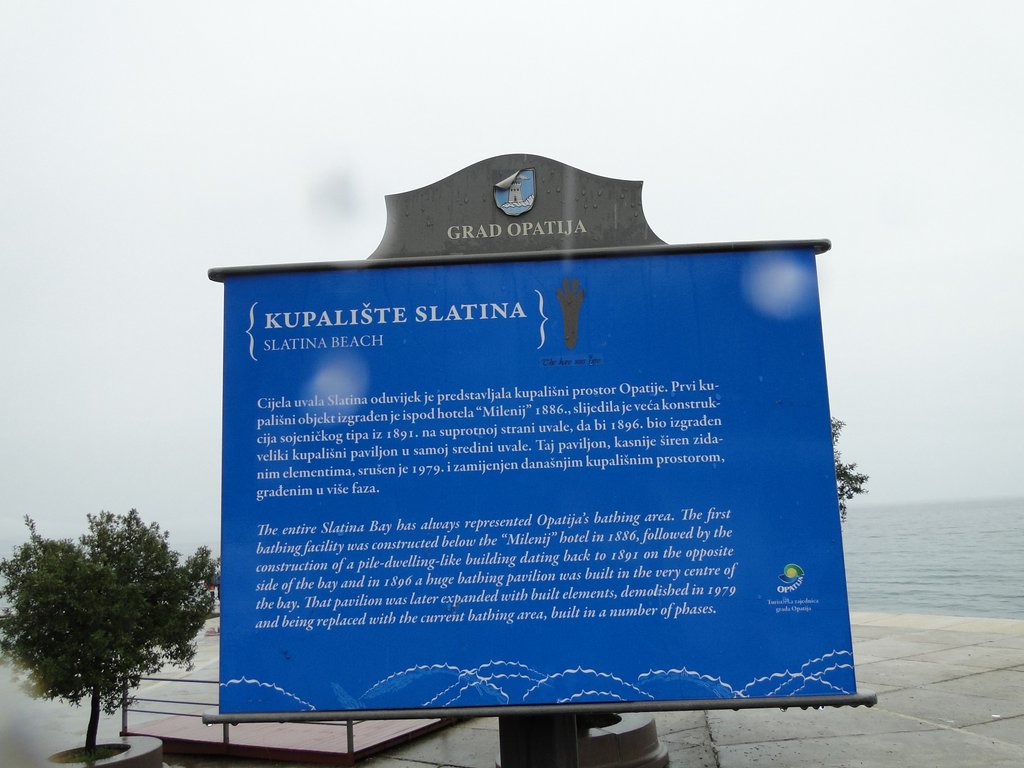 GRAD OPATIJA
KUPALIŠTE SLATINA
SLATINA BEACH
Cijela uvala Slatina oduvijek je predstavljala kupališni prostor Opatije. Prvi ku-
pališni objekt izgrađen je ispod hotela “Milenij” 1886., slijedila je veća konstruk-
cija sojeničkog tipa iz 1891. na suprotnoj strani uvale, da bi 1896. bio izgrađen
veliki kupališni paviljon u samoj sredini uvale. Taj paviljon, kasnije širen zida-
nim elementima, srušen je 1979. i zamijenjen današnjim kupališnim prostorom,
građenim u više faza.
The entire Slatina Bay has always represented Opatija's bathing area. The first
bathing facility was constructed below the “Milenij” hotel in 1886, followed by the
construction of a pile-dwelling-like building dating back to 1891 on the opposite
side of the bay and in 1896 a huge bathing pavilion was built in the very centre of
the bay. That pavilion was later expanded with built elements, demolished in 1979
and being replaced with the current bathing area, built in a number of phases.
OPATIJA
Turistička zajednica
grada Opatija